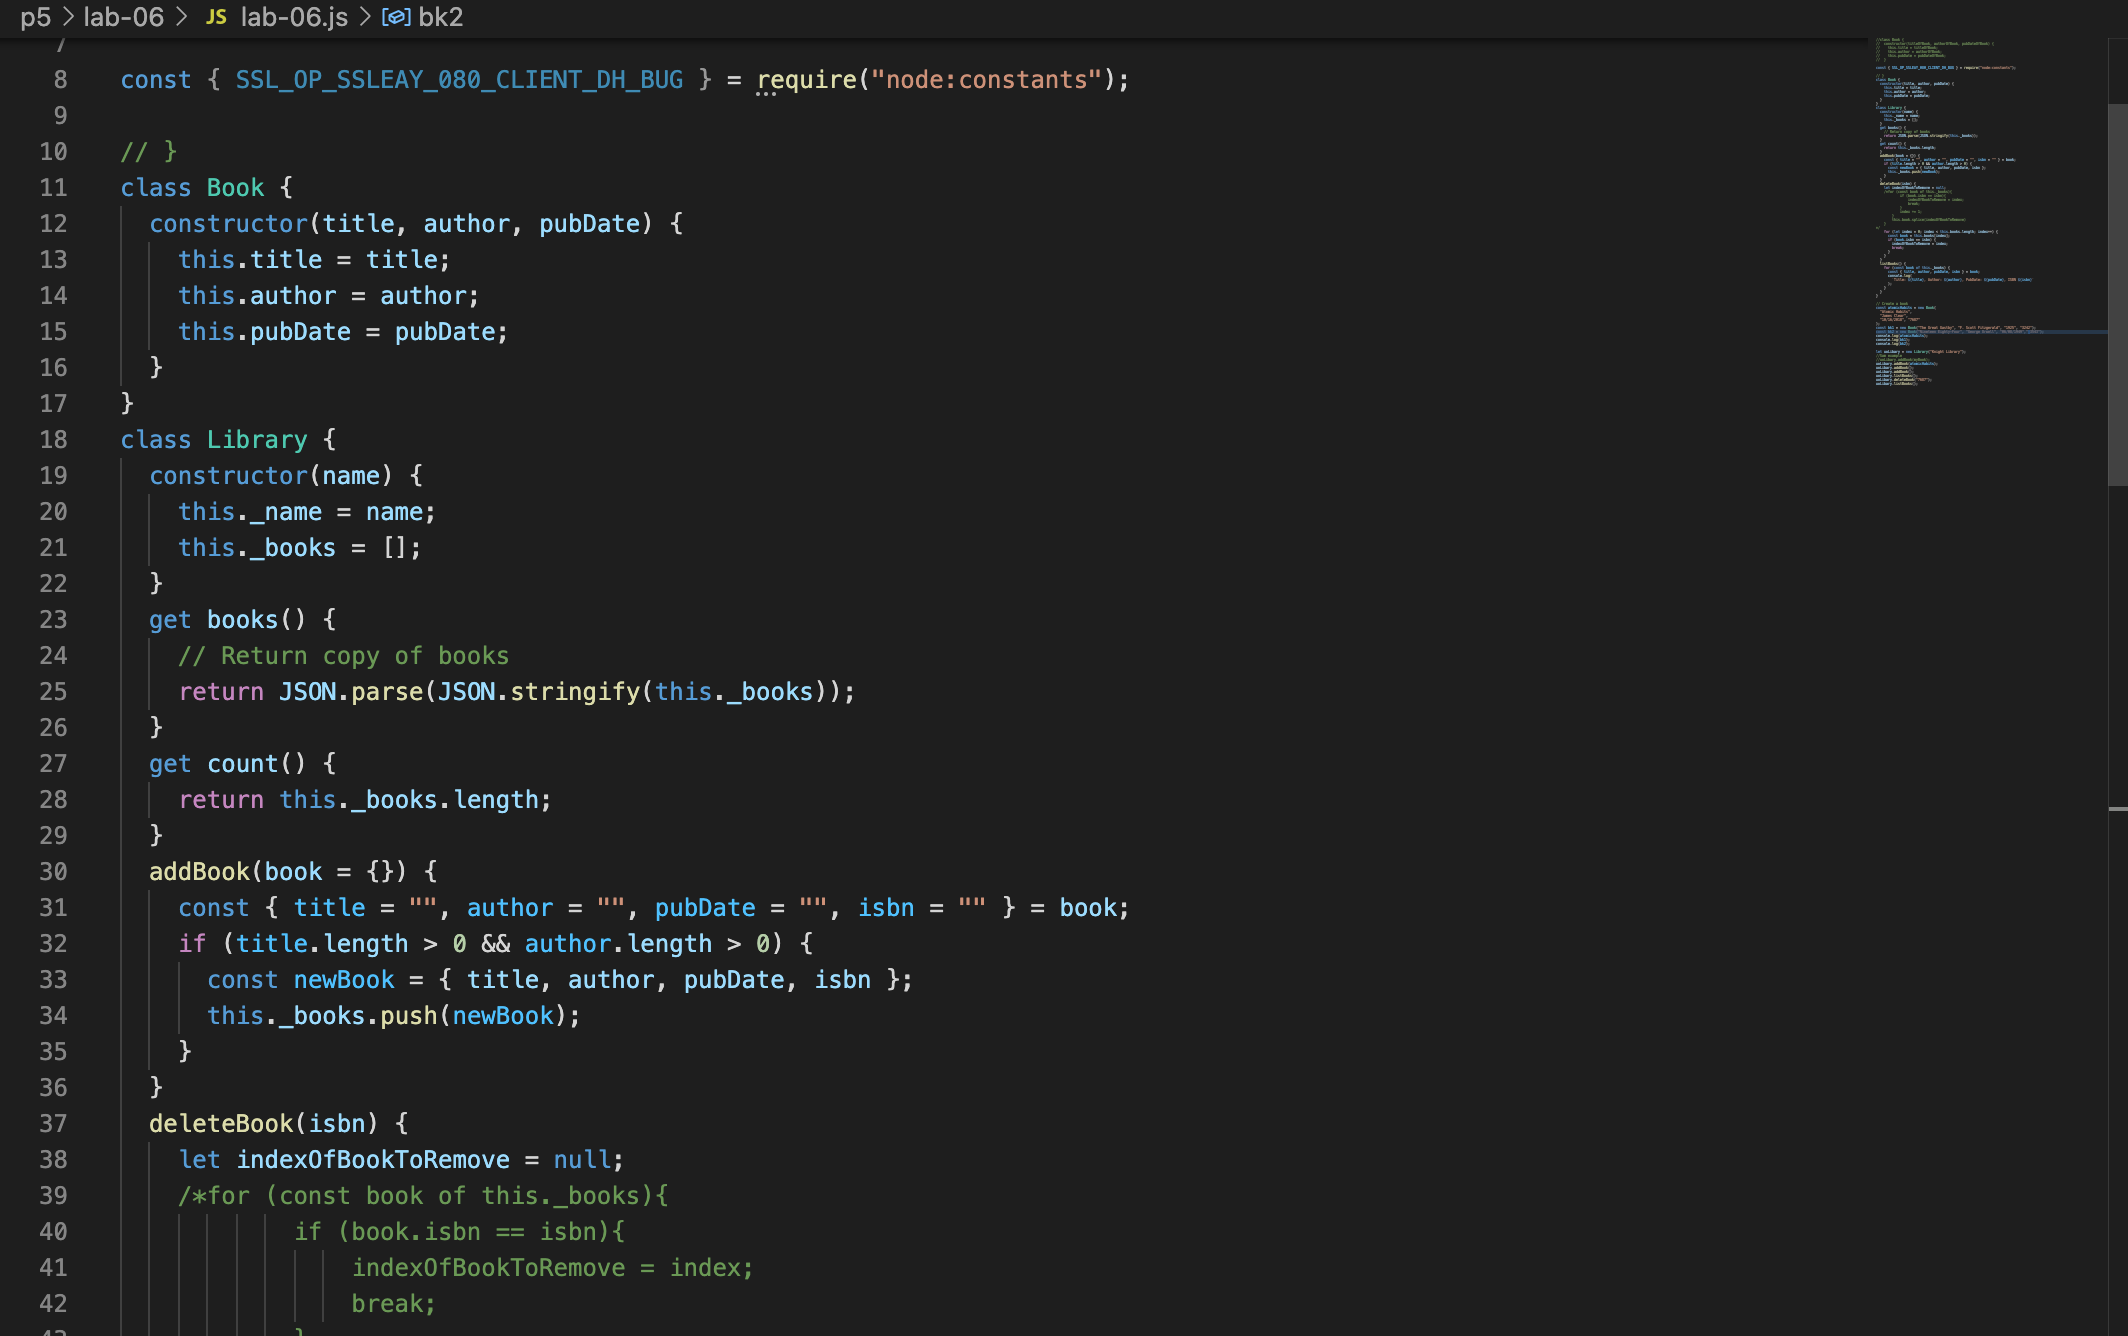 p5 > lab-06 > JS lab-06.js > bk2
7
8 const { SSL_OP_SSLEAY_080_CLIENT_DH_BUG } = require("node:constants");
9
10 // }
11 class Book {
12 constructor(title, author, pubDate) {
13 this.title = title;
14 this.author = author;
15 this.pubDate = pubDate;
16 }
17 }
18 class Library {
19 constructor(name) {
20 this._name = name;
21 this._books = [];
22 }
23 get books() {
24 // Return copy of books
25 return JSON.parse(JSON.stringify(this._books));
26 }
27 get count() {
28 return this._books.length;
29 }
30 addBook(book = {}) {
31 const { title = "", author = "", pubDate = "", isbn = "" } = book;
32 if (title.length > 0 && author.length > 0) {
33 const newBook = { title, author, pubDate, isbn };
34 this._books.push(newBook);
35 }
36 }
37 deleteBook(isbn) {
38 let indexOfBookToRemove = null;
39 /*for (const book of this._books){
40 if (book.isbn == isbn){
41 indexOfBookToRemove = index;
42 break;
43 }